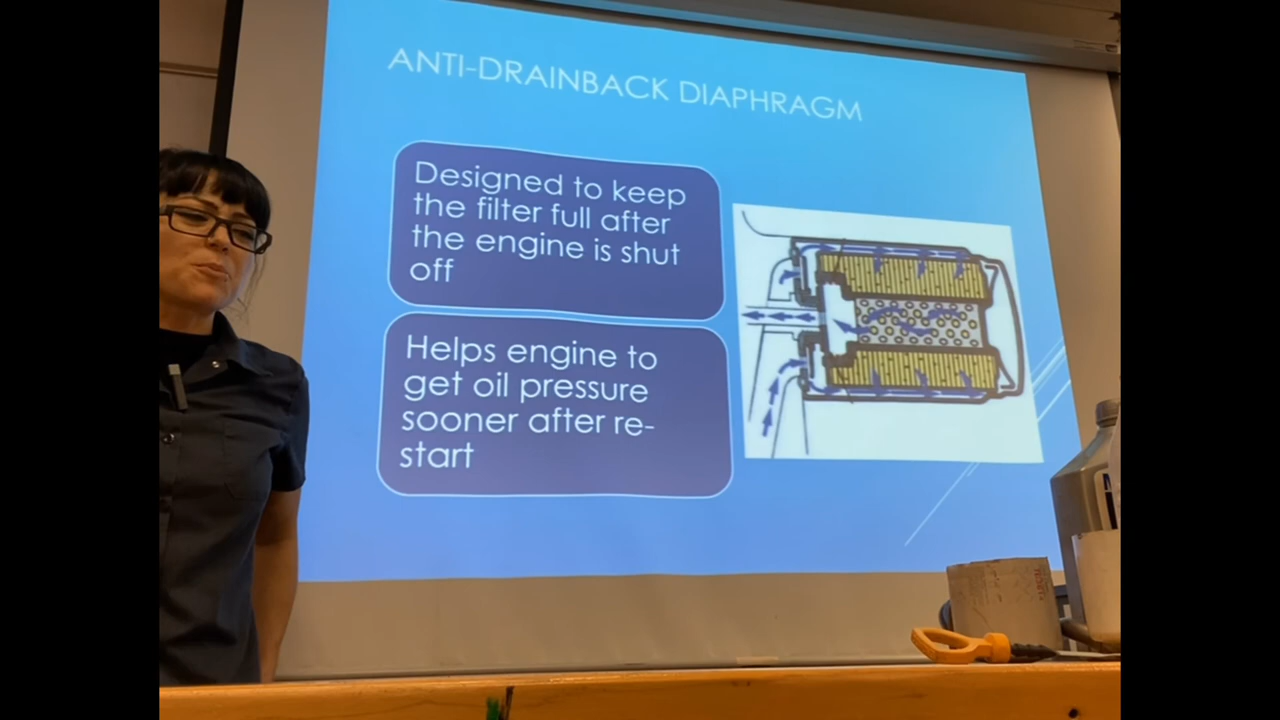 ANTI-DRAINBACK DIAPHRAGM
Designed to keep
the filter full after
the engine is shut
off
Helps engine to
get oil pressure
sooner after re-
start